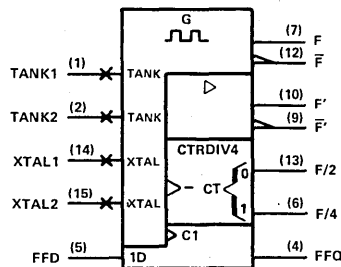 G
(7) F
(12) F̅
TANK1 (1) TANK
(10) F'
TANK2 (2) TANK
(9) F̅'
CTRDIV4
XTAL1 (14) XTAL
(13) F/2
CT 0
XTAL2 (15) XTAL
1 (6) F/4
C1
FFD (5) 1D (4) FFQ